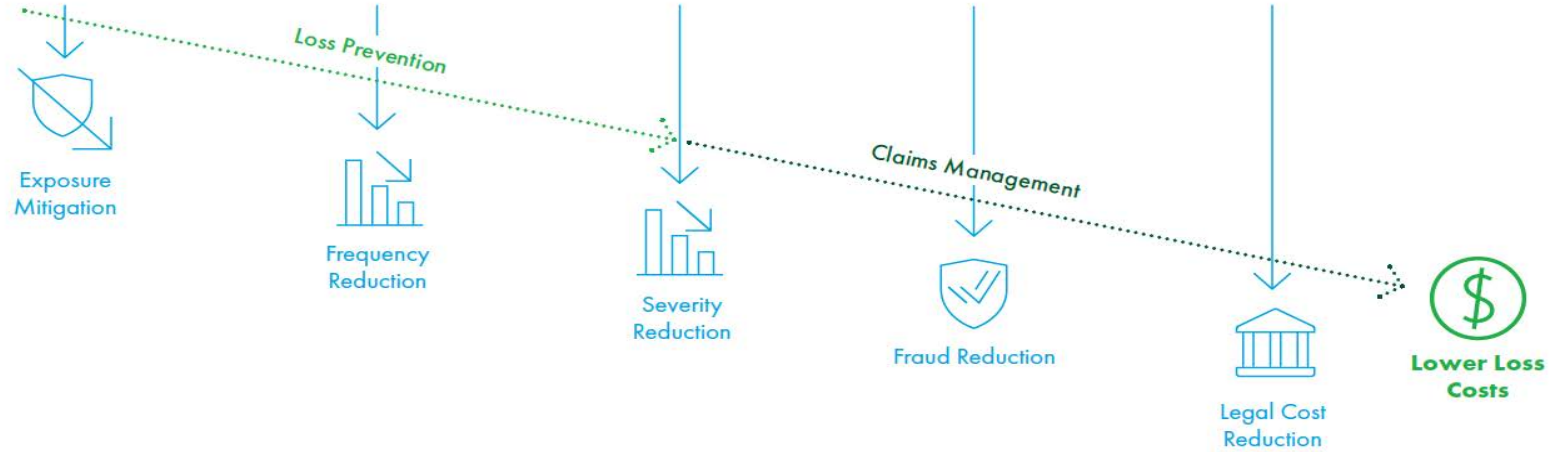 Loss Prevention
Claims Management
Exposure
Mitigation
Frequency
Reduction
Severity
Reduction
Fraud Reduction
Legal Cost
Reduction
$
Lower Loss
Costs